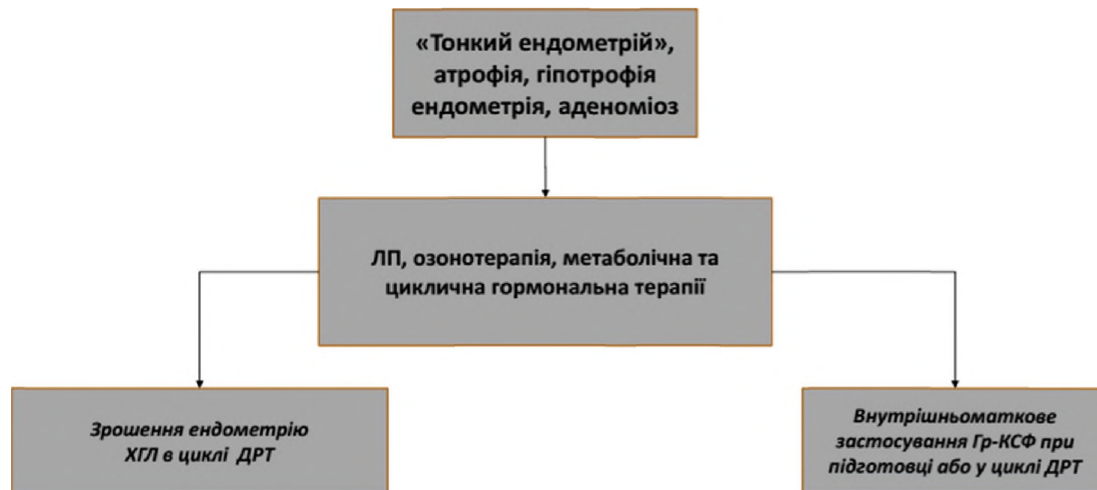 «Тонкий ендометрій»,
атрофія, гіпотрофія
ендометрія, аденоміоз
ЛП, озонотерапія, метаболічна та
циклична гормональна терапії
Зрошення ендометрію
ХГЛ в циклі ДРТ
Внутрішньоматкове
застосування Гр-КСФ при
підготовці або у циклі ДРТ